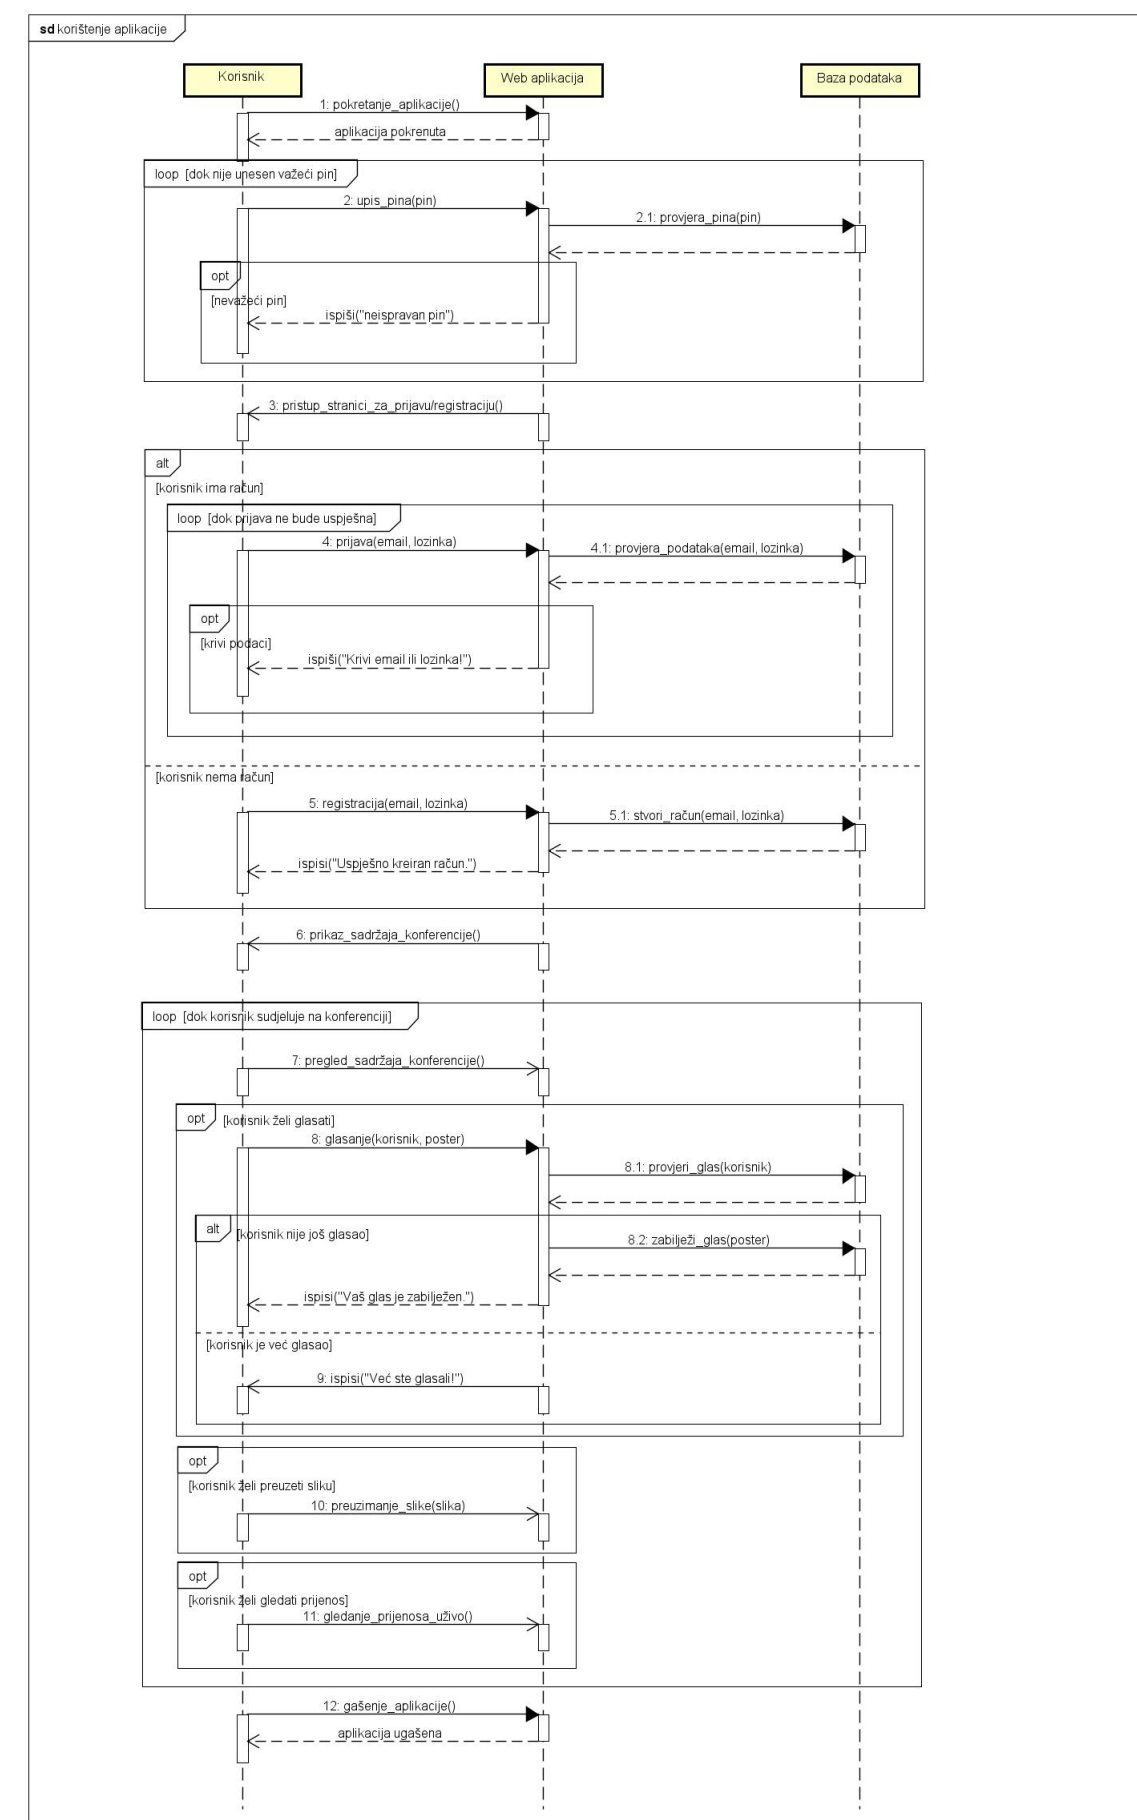 sd korištenje aplikacije
Korisnik
Web aplikacija
Baza podataka
1: pokretanje_aplikacije()
aplikacija pokrenuta
loop [dok nije unesen važeći pin]
2: upis_pina(pin)
2.1: provjera_pina(pin)
opt
[nevažeći pin]
ispiši("neispravan pin")
3: pristup_stranici_za_prijavu/registraciju()
alt
[korisnik ima račun]
loop [dok prijava ne bude uspješna]
4: prijava(email, lozinka)
4.1: provjera_podataka(email, lozinka)
opt
[krivi podaci]
ispiši("Krivi email ili lozinka!")
[korisnik nema račun]
5: registracija(email, lozinka)
5.1: stvori_račun(email, lozinka)
ispisi("Uspješno kreiran račun.")
6: prikaz_sadržaja_konferencije()
loop [dok korisnik sudjeluje na konferenciji]
7: pregled_sadržaja_konferencije()
opt
[korisnik želi glasati]
8: glasanje(korisnik, poster)
8.1: provjeri_glas(korisnik)
alt
[korisnik nije još glasao]
8.2: zabilježi_glas(poster)
ispisi("Vaš glas je zabilježen.")
[korisnik je već glasao]
9: ispisi("Već ste glasali!")
opt
[korisnik želi preuzeti sliku]
10: preuzimanje_slike(slika)
opt
[korisnik želi gledati prijenos]
11: gledanje_prijenosa_uživo()
12: gašenje_aplikacije()
aplikacija ugašena